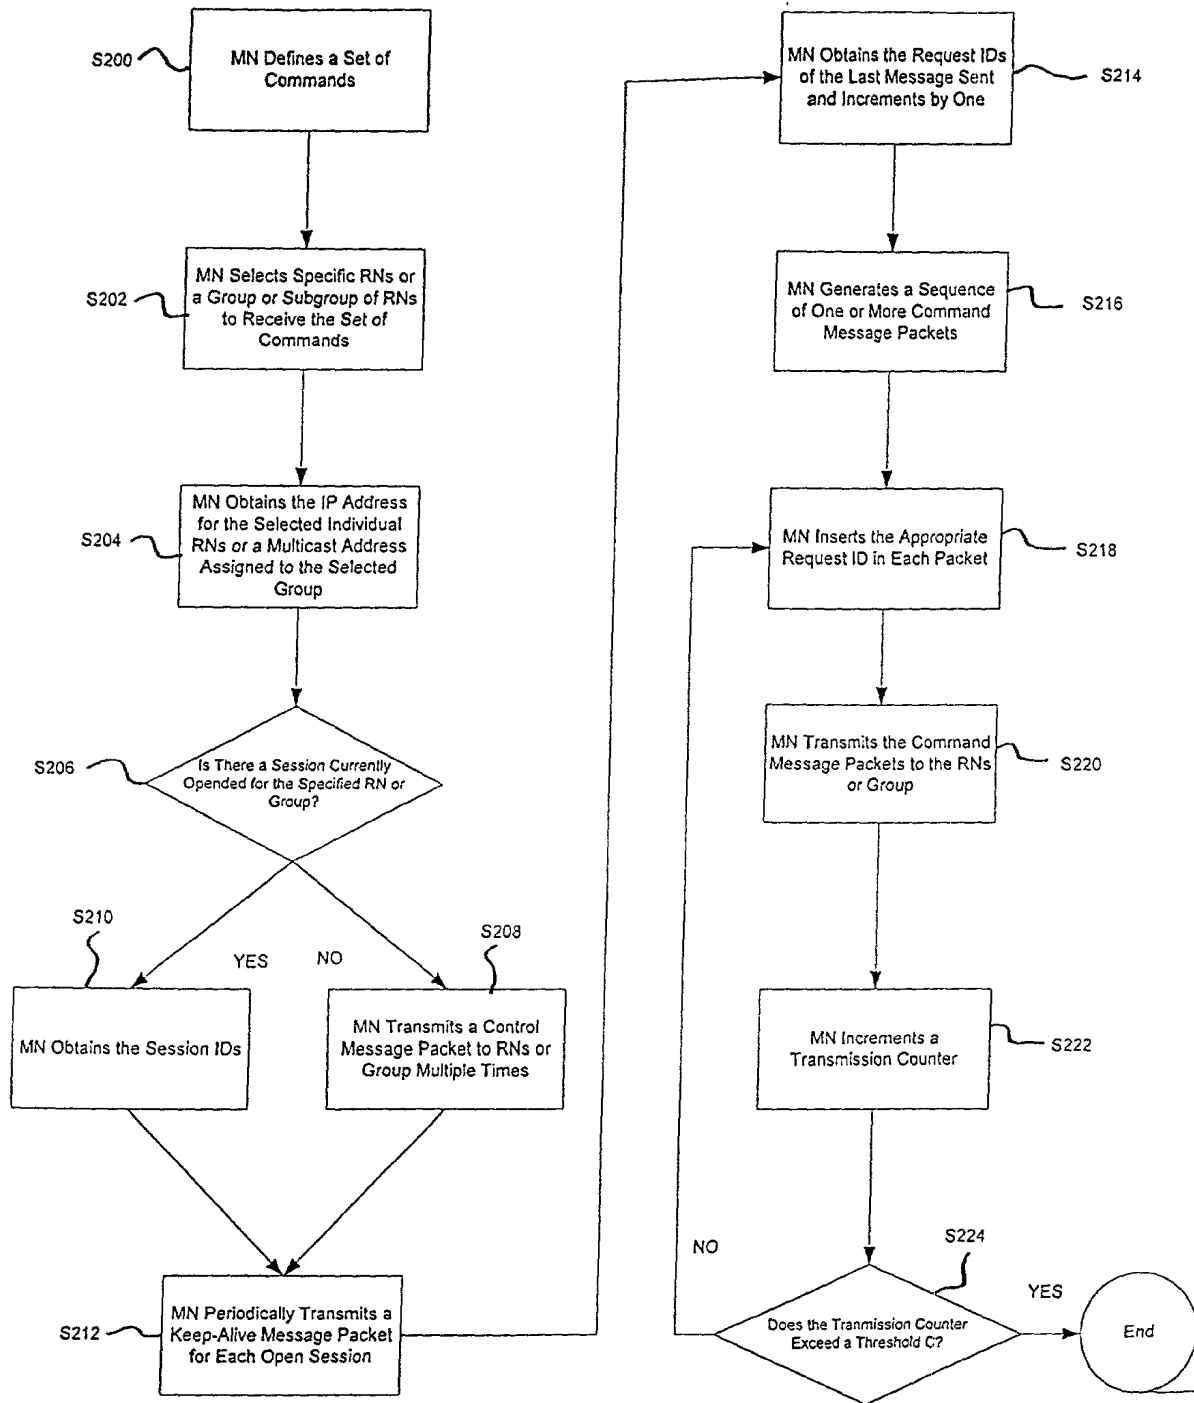 S200
MN Defines a Set of
Commands
S202
MN Selects Specific RNs or
a Group or Subgroup of RNs
to Receive the Set of
Commands
S204
MN Obtains the IP Address
for the Selected Individual
RNs or a Multicast Address
Assigned to the Selected
Group
S206
Is There a Session Currently
Opended for the Specified RN or
Group?
S210
YES
NO
S208
MN Obtains the Session IDs
MN Transmits a Control
Message Packet to RNs or
Group Multiple Times
S212
MN Periodically Transmits a
Keep-Alive Message Packet
for Each Open Session
MN Obtains the Request IDs
of the Last Message Sent
and Increments by One
S214
MN Generates a Sequence
of One or More Command
Message Packets
S216
MN Inserts the Appropriate
Request ID in Each Packet
S218
MN Transmits the Command
Message Packets to the RNs
or Group
S220
MN Increments a
Transmission Counter
S222
NO
S224
YES
Does the Tranmission Counter
Exceed a Threshold C?
End